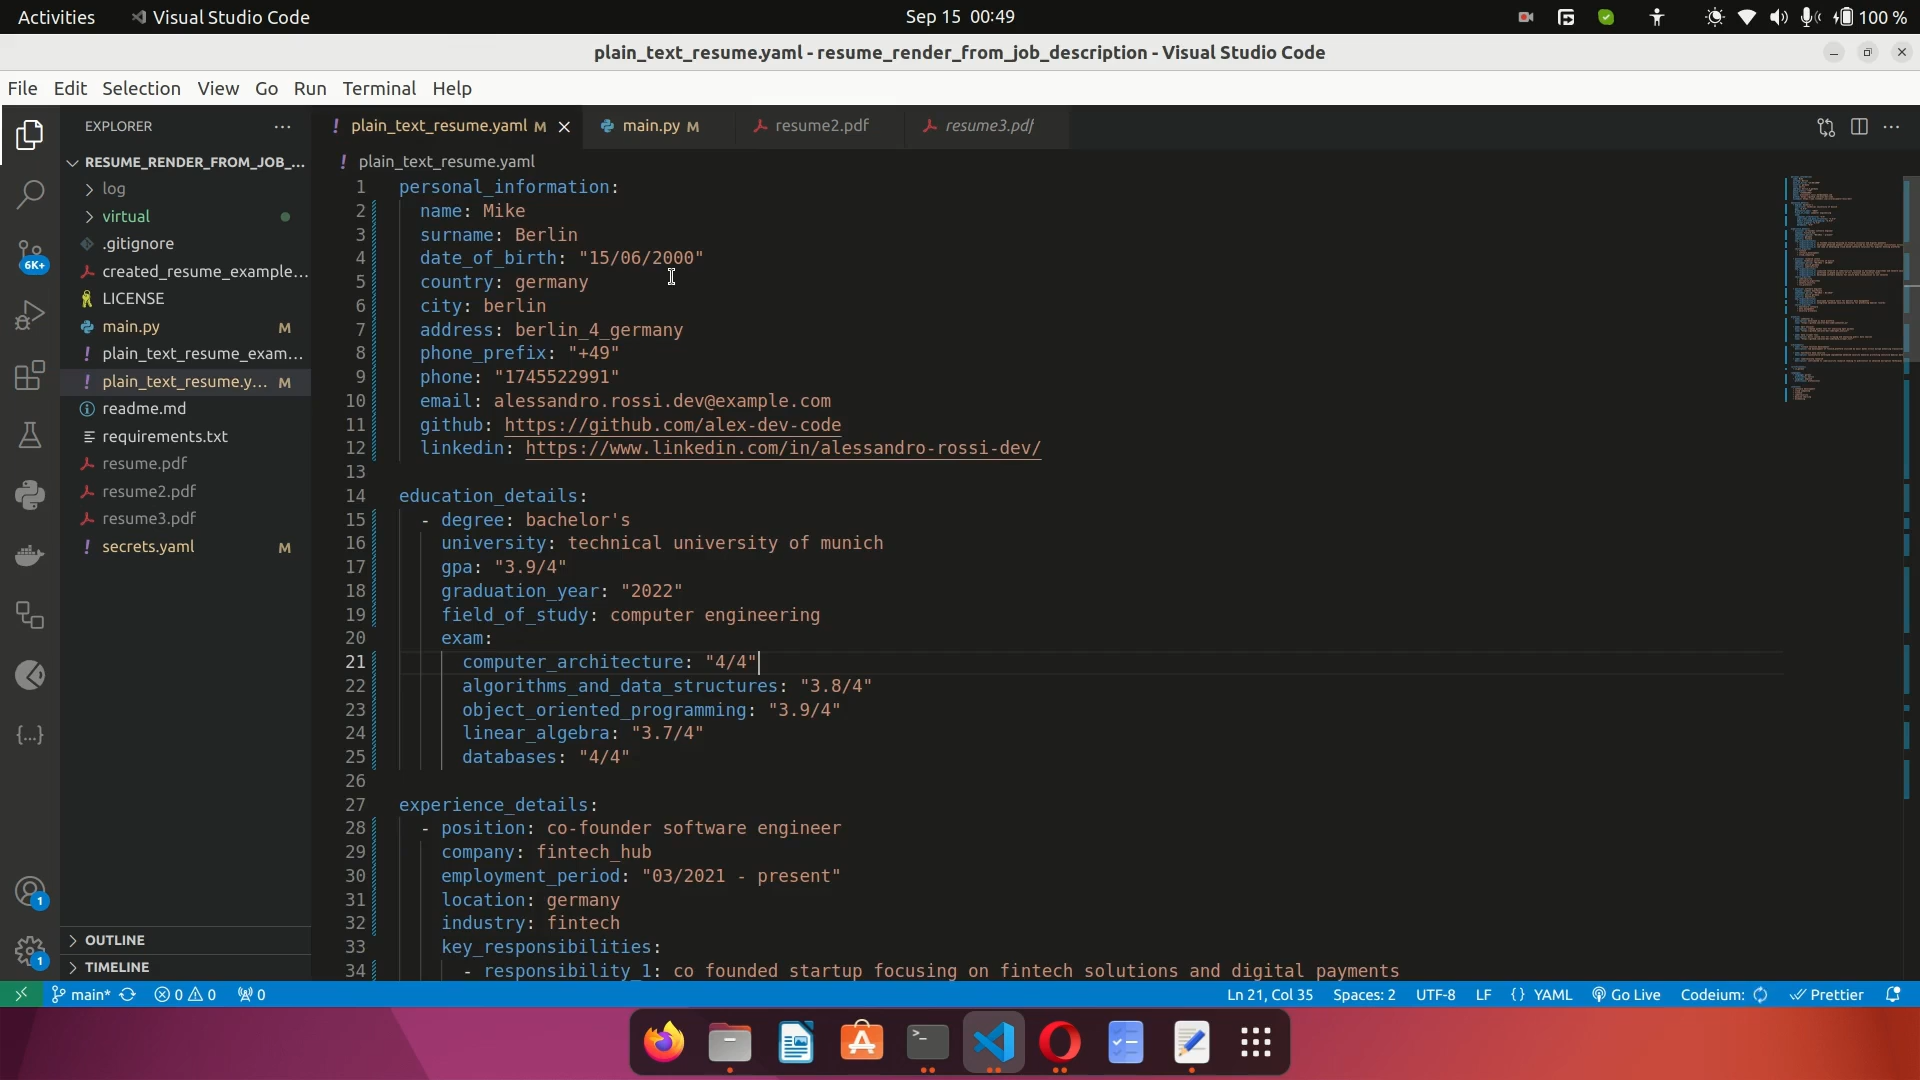 Activities
Visual Studio Code
Sep 15 00:49
100 %
plain_text_resume.yaml - resume_render_from_job_description - Visual Studio Code
File Edit Selection View Go Run Terminal Help
EXPLORER
RESUME_RENDER_FROM_JOB_...
log
virtual
.gitignore
created_resume_example...
LICENSE
main.py M
plain_text_resume_exam...
plain_text_resume.y... M
readme.md
requirements.txt
resume.pdf
resume2.pdf
resume3.pdf
secrets.yaml M
OUTLINE
TIMELINE
6K+
1
1
! plain_text_resume.yaml M
main.py M
resume2.pdf
resume3.pdf
! plain_text_resume.yaml
1 personal_information:
2 name: Mike
3 surname: Berlin
4 date_of_birth: "15/06/2000"
5 country: germany
6 city: berlin
7 address: berlin_4_germany
8 phone_prefix: "+49"
9 phone: "1745522991"
10 email: alessandro.rossi.dev@example.com
11 github: https://github.com/alex-dev-code
12 linkedin: https://www.linkedin.com/in/alessandro-rossi-dev/
13
14 education_details:
15 - degree: bachelor's
16 university: technical university of munich
17 gpa: "3.9/4"
18 graduation_year: "2022"
19 field_of_study: computer engineering
20 exam:
21 computer_architecture: "4/4"
22 algorithms_and_data_structures: "3.8/4"
23 object_oriented_programming: "3.9/4"
24 linear_algebra: "3.7/4"
25 databases: "4/4"
26
27 experience_details:
28 - position: co-founder software engineer
29 company: fintech_hub
30 employment_period: "03/2021 - present"
31 location: germany
32 industry: fintech
33 key_responsibilities:
34 - responsibility_1: co founded startup focusing on fintech solutions and digital payments
main* 0 0 0
Ln 21, Col 35 Spaces: 2 UTF-8 LF {} YAML Go Live Codeium: Prettier